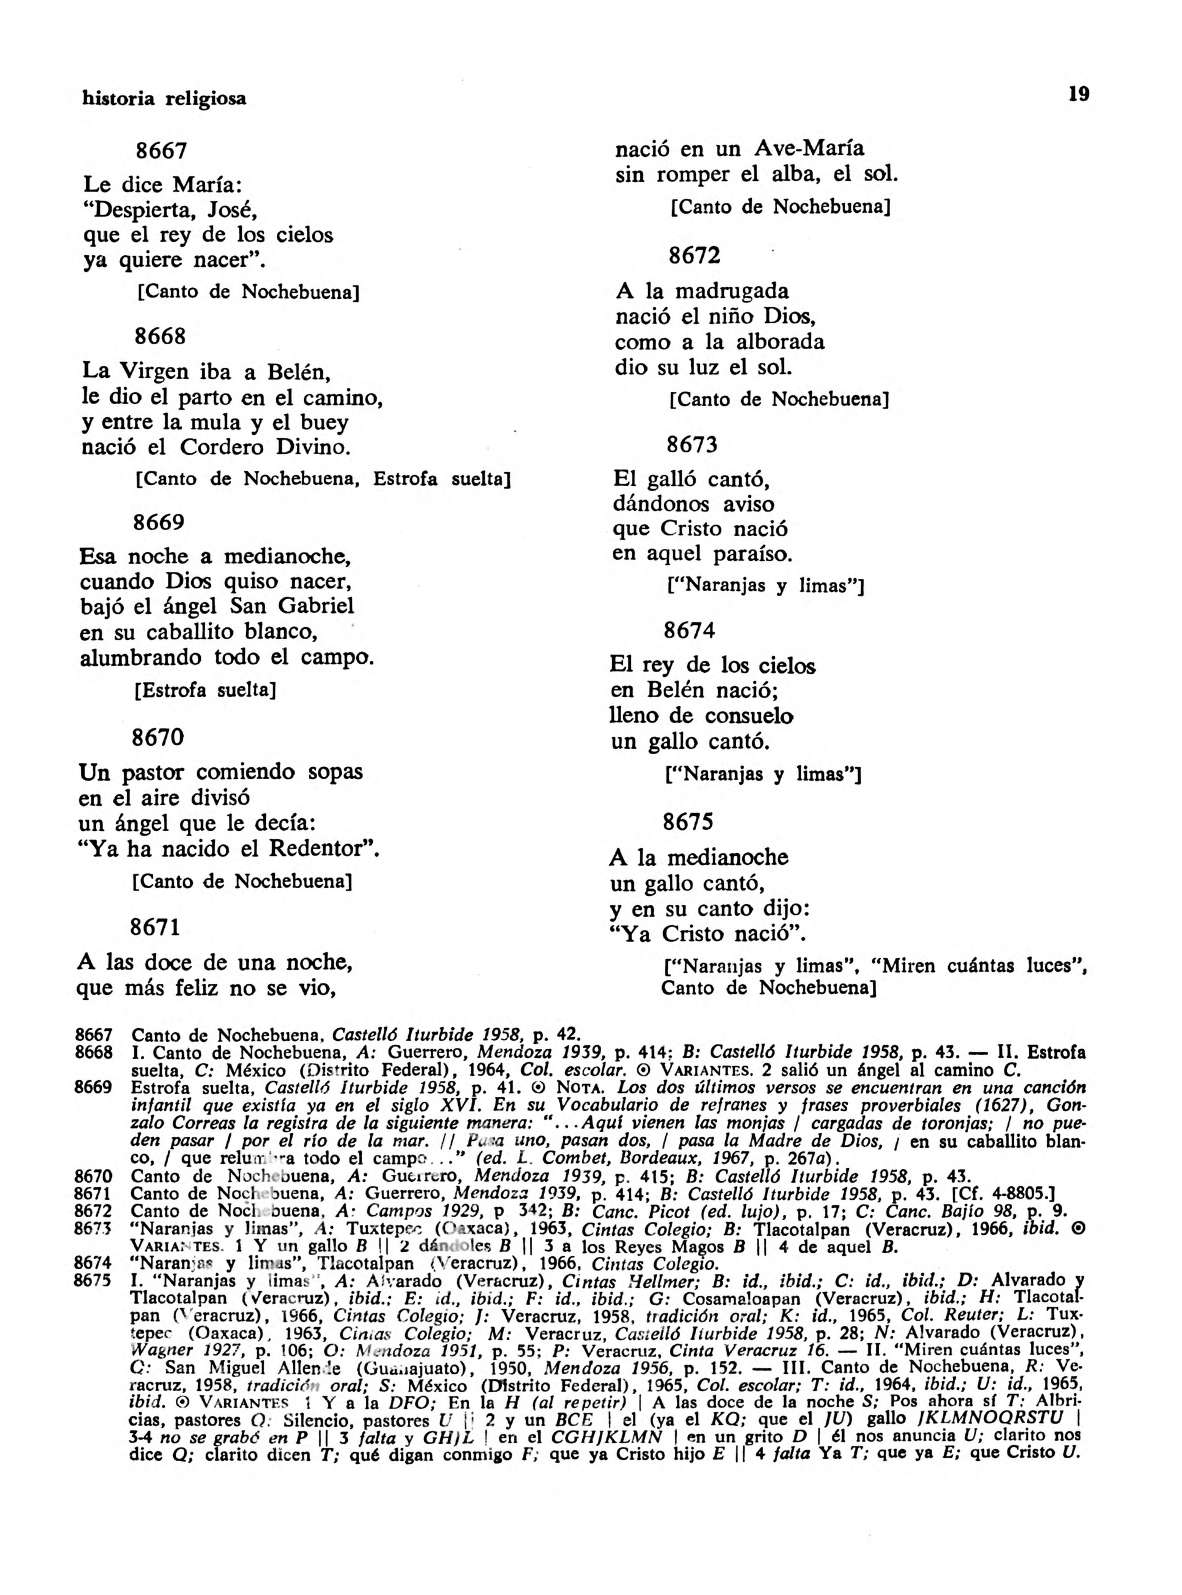 historia religiosa
19
8667
Le dice María:
“Despierta, José,
que el rey de los cielos
ya quiere nacer”.
[Canto de Nochebuena]
8668
La Virgen iba a Belén,
le dio el parto en el camino,
y entre la mula y el buey
nació el Cordero Divino.
[Canto de Nochebuena, Estrofa suelta]
8669
Esa noche a medianoche,
cuando Dios quiso nacer,
bajó el ángel San Gabriel
en su caballito blanco,
alumbrando todo el campo.
[Estrofa suelta]
8670
Un pastor comiendo sopas
en el aire divisó
un ángel que le decía:
“Ya ha nacido el Redentor”.
[Canto de Nochebuena]
8671
A las doce de una noche,
que más feliz no se vio,
nació en un Ave-María
sin romper el alba, el sol.
[Canto de Nochebuena]
8672
A la madrugada
nació el niño Dios,
como a la alborada
dio su luz el sol.
[Canto de Nochebuena]
8673
El galló cantó,
dándonos aviso
que Cristo nació
en aquel paraíso.
[“Naranjas y limas”]
8674
El rey de los cielos
en Belén nació;
lleno de consuelo
un gallo cantó.
[“Naranjas y limas”]
8675
A la medianoche
un gallo cantó,
y en su canto dijo:
“Ya Cristo nació”.
[“Naranjas y limas”, “Miren cuántas luces”,
Canto de Nochebuena]
8667 Canto de Nochebuena, Castelló Iturbide 1958, p. 42.
8668 I. Canto de Nochebuena, A: Guerrero, Mendoza 1939, p. 414; B: Castelló Iturbide 1958, p. 43. — II. Estrofa
suelta, C: México (Distrito Federal), 1964, Col. escolar. ⊙ VARIANTES. 2 salió un ángel al camino C.
8669 Estrofa suelta, Castelló Iturbide 1958, p. 41. ⊙ NOTA. Los dos últimos versos se encuentran en una canción
infantil que existía ya en el siglo XVI. En su Vocabulario de refranes y frases proverbiales (1627), Gon-
zalo Correas la registra de la siguiente manera: “...Aquí vienen las monjas / cargadas de toronjas; / no pue-
den pasar / por el río de la mar. // Pasa uno, pasan dos, / pasa la Madre de Dios, / en su caballito blan-
co, / que relumbra todo el campo...” (ed. L. Combet, Bordeaux, 1967, p. 267a).
8670 Canto de Nochebuena, A: Guerrero, Mendoza 1939, p. 415; B: Castelló Iturbide 1958, p. 43.
8671 Canto de Nochebuena, A: Guerrero, Mendoza 1939, p. 414; B: Castelló Iturbide 1958, p. 43. [Cf. 4-8805.]
8672 Canto de Nochebuena, A: Campos 1929, p 342; B: Canc. Picot (ed. lujo), p. 17; C: Canc. Bajío 98, p. 9.
8673 “Naranjas y limas”, A: Tuxtepec (Oaxaca), 1963, Cintas Colegio; B: Tlacotalpan (Veracruz), 1966, ibid. ⊙
VARIANTES. 1 Y un gallo B || 2 dándoles B || 3 a los Reyes Magos B || 4 de aquel B.
8674 “Naranjas y limas”, Tlacotalpan (Veracruz), 1966, Cintas Colegio.
8675 I. “Naranjas y limas”, A: Alvarado (Veracruz), Cintas Hellmer; B: id., ibid.; C: id., ibid.; D: Alvarado y
Tlacotalpan (Veracruz), ibid.; E: id., ibid.; F: id., ibid.; G: Cosamaloapan (Veracruz), ibid.; H: Tlacotal-
pan (Veracruz), 1966, Cintas Colegio; J: Veracruz, 1958, tradición oral; K: id., 1965, Col. Reuter; L: Tux-
tepec (Oaxaca), 1963, Cintas Colegio; M: Veracruz, Castelló Iturbide 1958, p. 28; N: Alvarado (Veracruz),
Wagner 1927, p. 106; O: Mendoza 1951, p. 55; P: Veracruz, Cinta Veracruz 16. — II. “Miren cuántas luces”,
Q: San Miguel Allende (Guanajuato), 1950, Mendoza 1956, p. 152. — III. Canto de Nochebuena, R: Ve-
racruz, 1958, tradición oral; S: México (Distrito Federal), 1965, Col. escolar; T: id., 1964, ibid.; U: id., 1965,
ibid. ⊙ VARIANTES 1 Y a la DFO; En la H (al repetir) | A las doce de la noche S; Pos ahora sí T; Albri-
cias, pastores Q; Silencio, pastores U || 2 y un BCE | el (ya el KQ; que el JU) gallo JKLMNOQRSTU |
3-4 no se grabó en P || 3 falta y GHJL | en el CGHJKLMN | en un grito D | él nos anuncia U; clarito nos
dice Q; clarito dicen T; qué digan conmigo F; que ya Cristo hijo E || 4 falta Ya T; que ya E; que Cristo U.